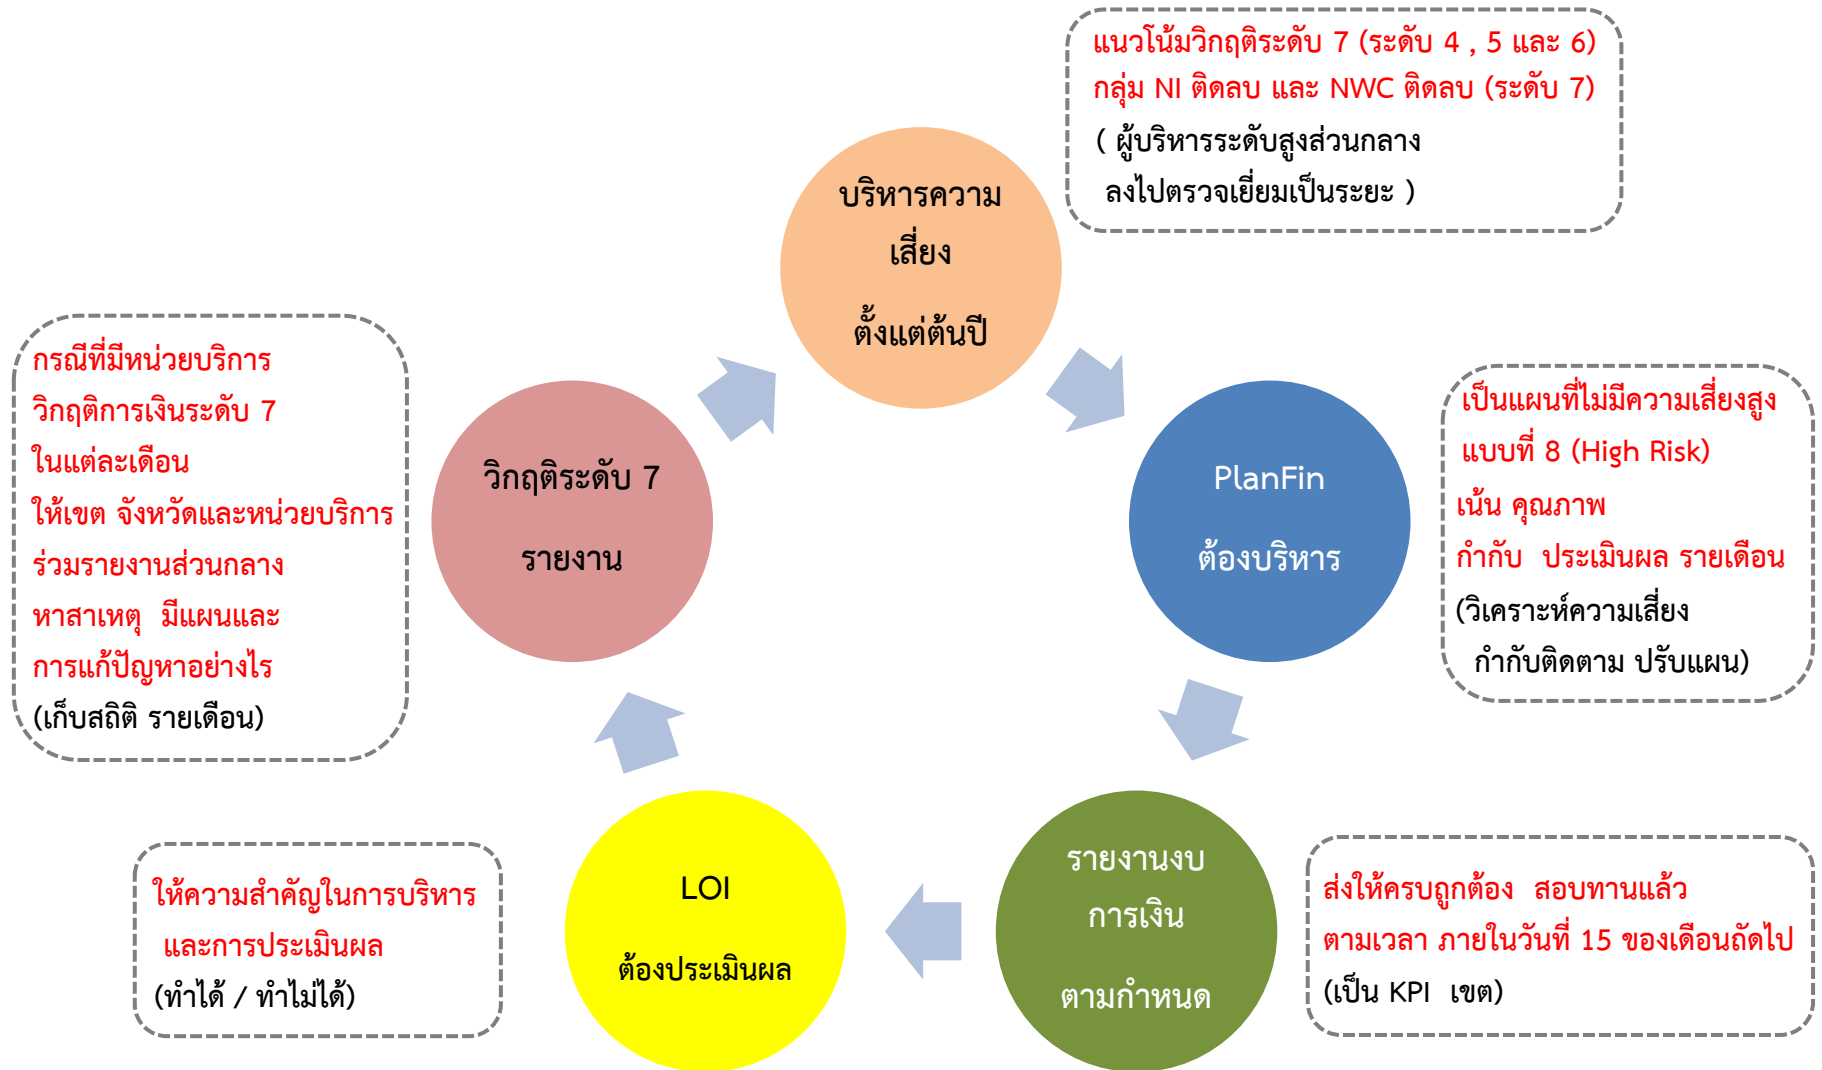 แนวโน้มวิกฤติระดับ 7 (ระดับ 4 , 5 และ 6)
กลุ่ม NI ติดลบ และ NWC ติดลบ (ระดับ 7)
( ผู้บริหารระดับสูงส่วนกลาง
ลงไปตรวจเยี่ยมเป็นระยะ )
บริหารความ
เสี่ยง
ตั้งแต่ต้นปี
เป็นแผนที่ไม่มีความเสี่ยงสูง
แบบที่ 8 (High Risk)
เน้น คุณภาพ
กำกับ ประเมินผล รายเดือน
(วิเคราะห์ความเสี่ยง
กำกับติดตาม ปรับแผน)
PlanFin
ต้องบริหาร
รายงานงบ
การเงิน
ตามกำหนด
ส่งให้ครบถูกต้อง สอบทานแล้ว
ตามเวลา ภายในวันที่ 15 ของเดือนถัดไป
(เป็น KPI เขต)
LOI
ต้องประเมินผล
ให้ความสำคัญในการบริหาร
และการประเมินผล
(ทำได้ / ทำไม่ได้)
วิกฤติระดับ 7
รายงาน
กรณีที่มีหน่วยบริการ
วิกฤติการเงินระดับ 7
ในแต่ละเดือน
ให้เขต จังหวัดและหน่วยบริการ
ร่วมรายงานส่วนกลาง
หาสาเหตุ มีแผนและ
การแก้ปัญหาอย่างไร
(เก็บสถิติ รายเดือน)